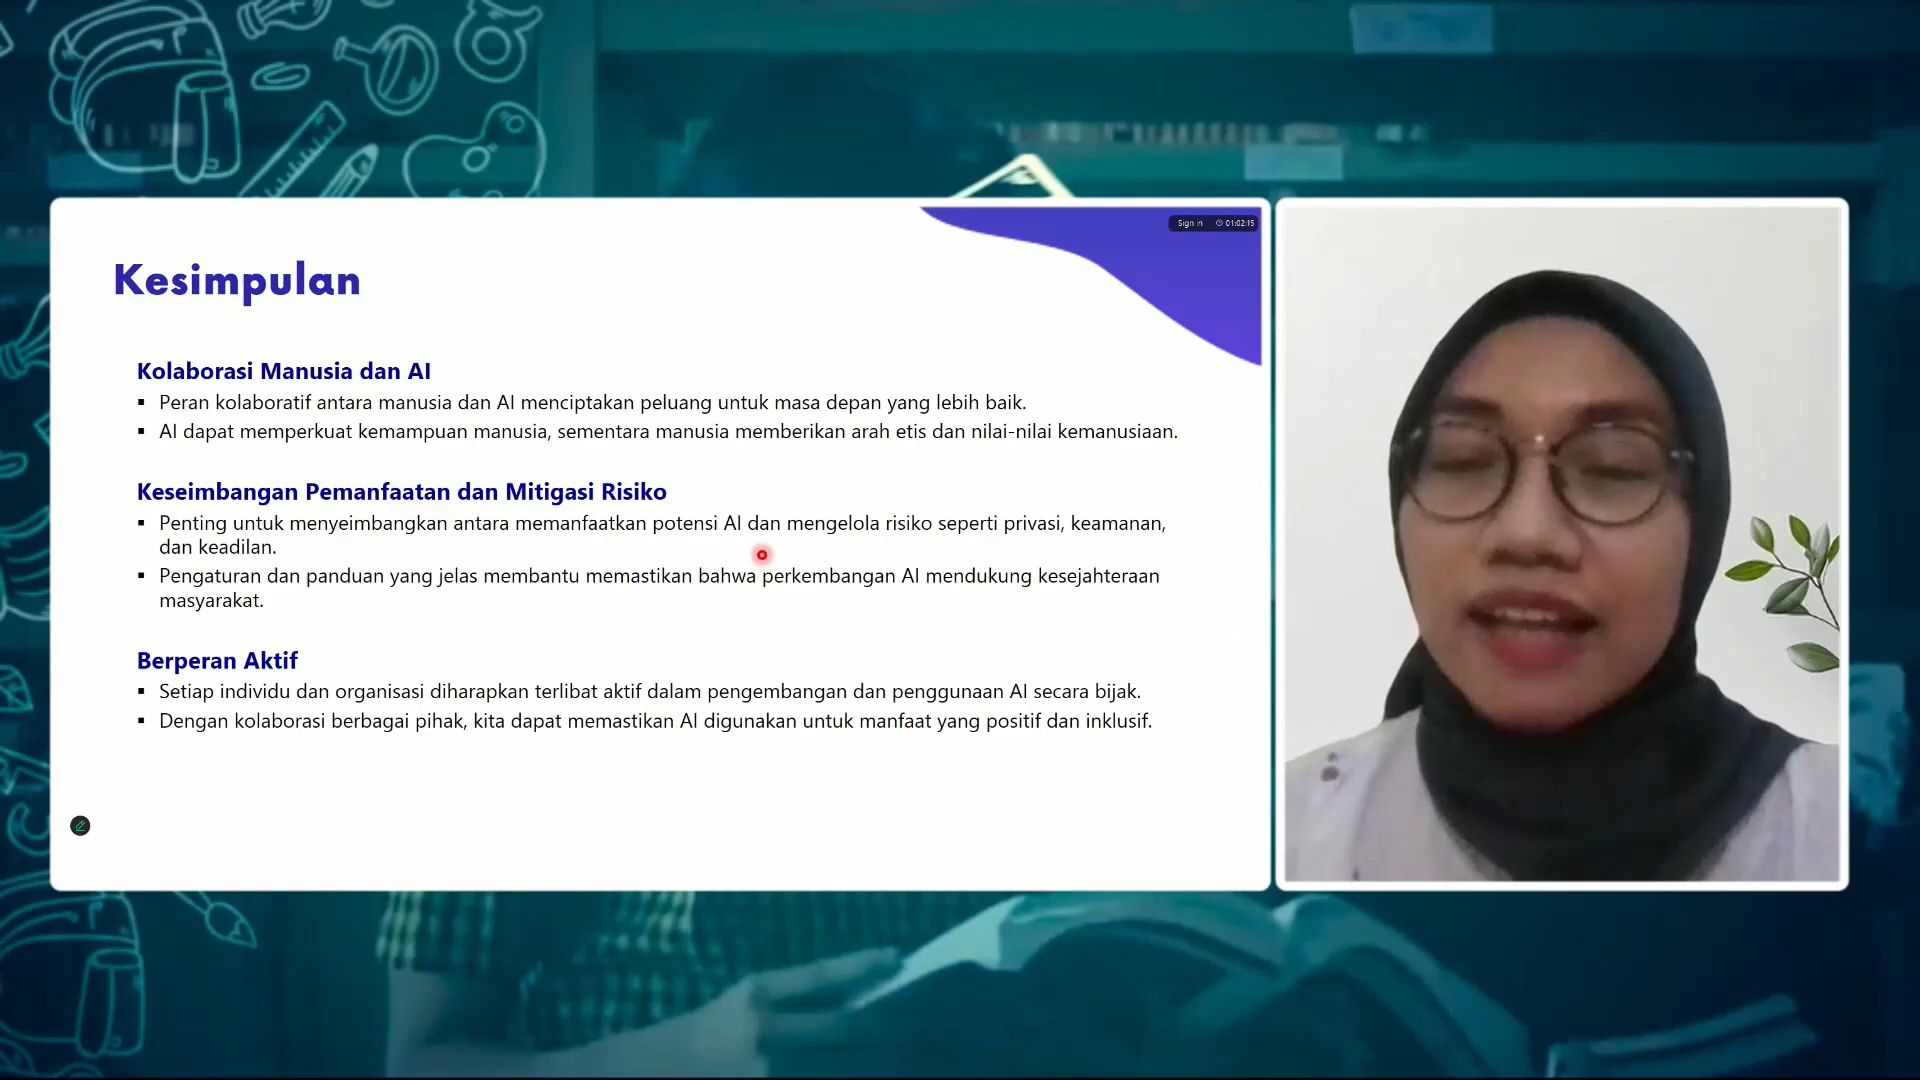 Sign in 01:02:15
Kesimpulan
Kolaborasi Manusia dan AI
▪ Peran kolaboratif antara manusia dan AI menciptakan peluang untuk masa depan yang lebih baik.
▪ AI dapat memperkuat kemampuan manusia, sementara manusia memberikan arah etis dan nilai-nilai kemanusiaan.
Keseimbangan Pemanfaatan dan Mitigasi Risiko
▪ Penting untuk menyeimbangkan antara memanfaatkan potensi AI dan mengelola risiko seperti privasi, keamanan,
dan keadilan.
▪ Pengaturan dan panduan yang jelas membantu memastikan bahwa perkembangan AI mendukung kesejahteraan
masyarakat.
Berperan Aktif
▪ Setiap individu dan organisasi diharapkan terlibat aktif dalam pengembangan dan penggunaan AI secara bijak.
▪ Dengan kolaborasi berbagai pihak, kita dapat memastikan AI digunakan untuk manfaat yang positif dan inklusif.